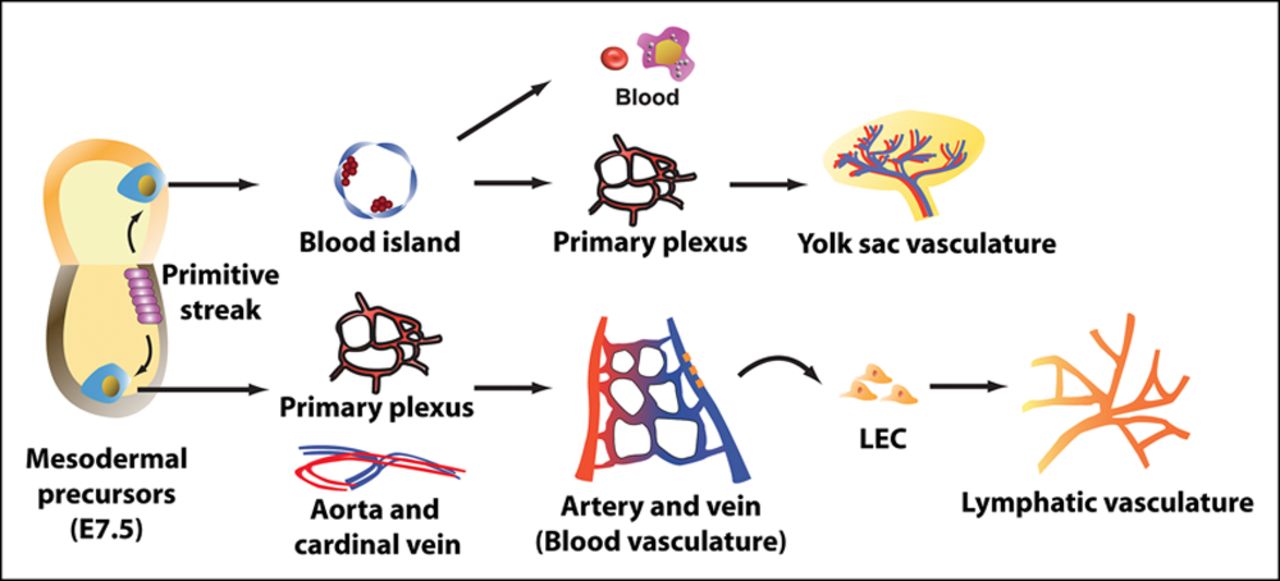 Blood
Blood island
Primary plexus
Yolk sac vasculature
Primitive
streak
Primary plexus
LEC
Mesodermal
precursors
(E7.5)
Aorta and
cardinal vein
Artery and vein
(Blood vasculature)
Lymphatic vasculature